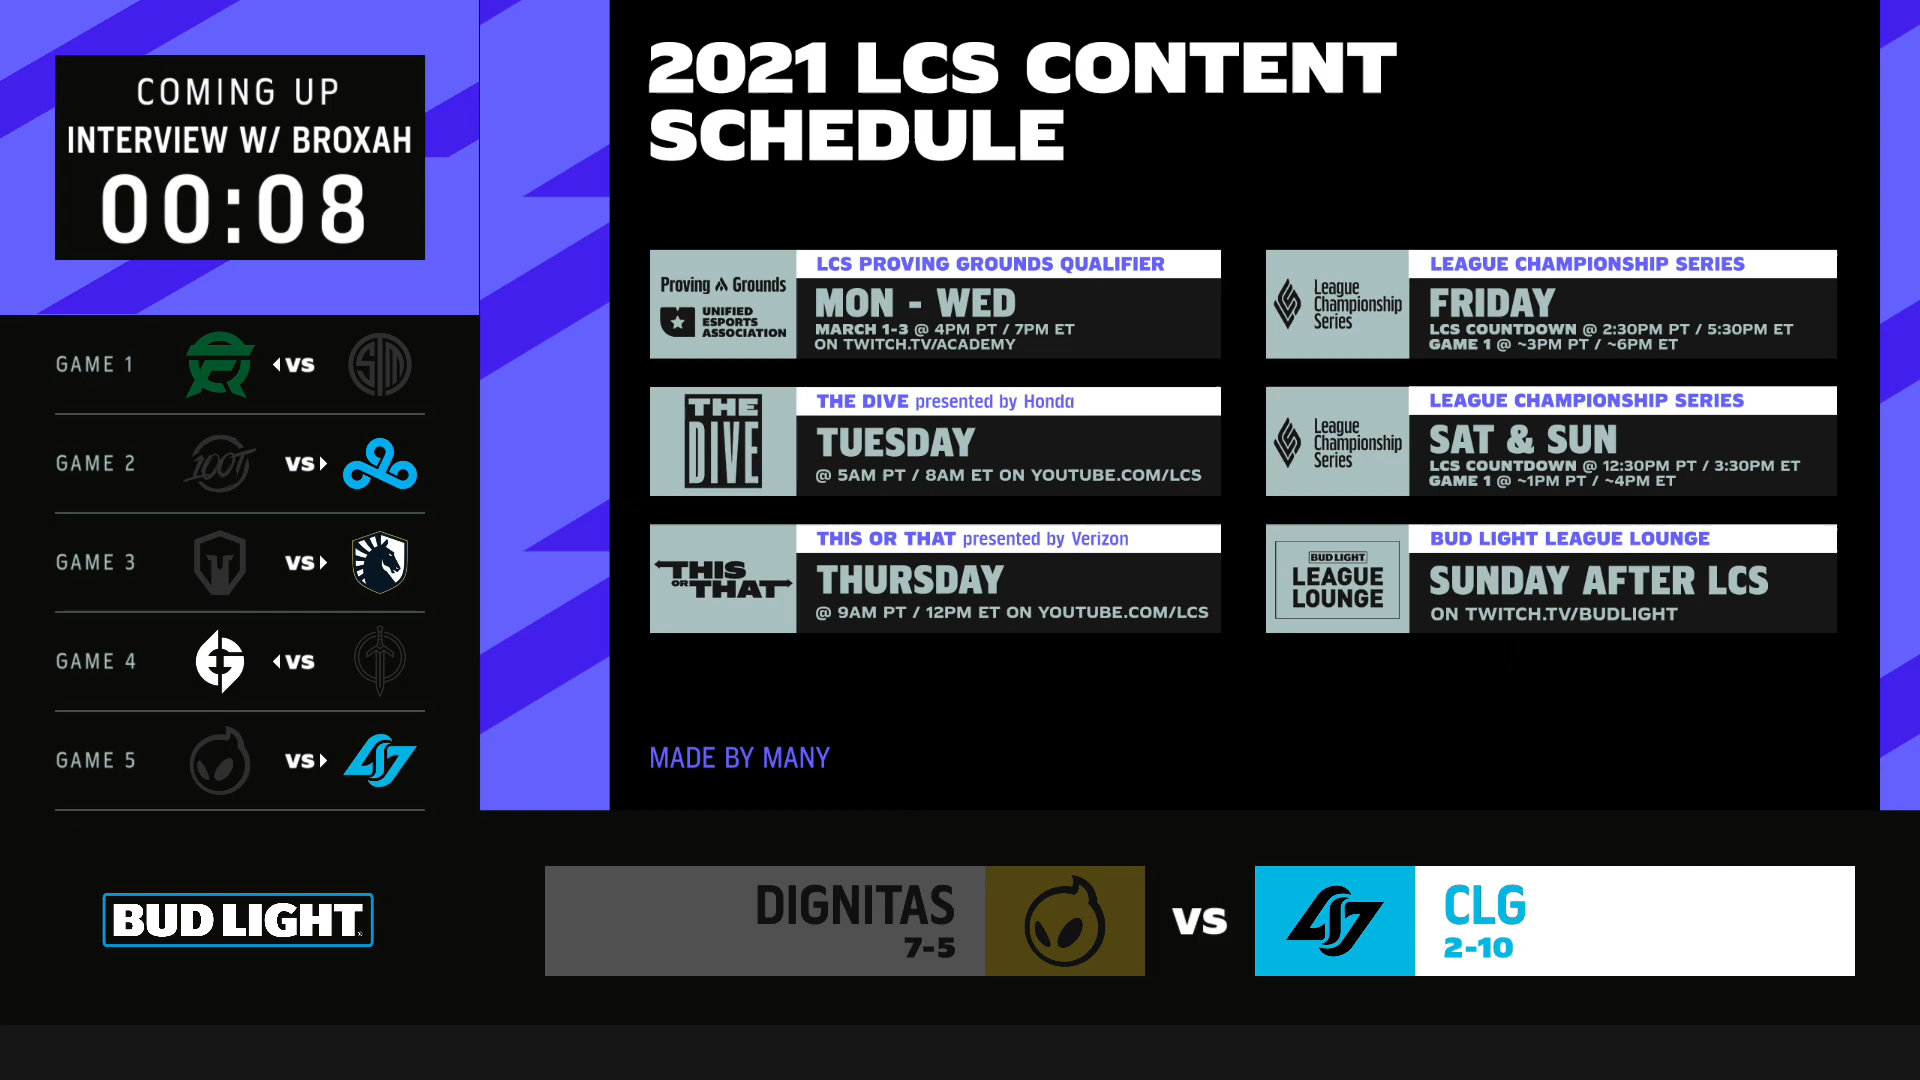 COMING UP
INTERVIEW W/ BROXAH
00:08
GAME 1
VS
TSM
GAME 2
100T
VS
GAME 3
VS
GAME 4
VS
GAME 5
VS
BUD LIGHT
2021 LCS CONTENT
SCHEDULE
Proving Grounds
UNIFIED
ESPORTS
ASSOCIATION
LCS PROVING GROUNDS QUALIFIER
MON - WED
MARCH 1-3 @ 4PM PT / 7PM ET
ON TWITCH.TV/ACADEMY
League
Championship
Series
LEAGUE CHAMPIONSHIP SERIES
FRIDAY
LCS COUNTDOWN @ 2:30PM PT / 5:30PM ET
GAME 1 @ ~3PM PT / ~6PM ET
THE
DIVE
THE DIVE presented by Honda
TUESDAY
@ 5AM PT / 8AM ET ON YOUTUBE.COM/LCS
League
Championship
Series
LEAGUE CHAMPIONSHIP SERIES
SAT & SUN
LCS COUNTDOWN @ 12:30PM PT / 3:30PM ET
GAME 1 @ ~1PM PT / ~4PM ET
THIS
OR THAT
THIS OR THAT presented by Verizon
THURSDAY
@ 9AM PT / 12PM ET ON YOUTUBE.COM/LCS
BUD LIGHT
LEAGUE
LOUNGE
BUD LIGHT LEAGUE LOUNGE
SUNDAY AFTER LCS
ON TWITCH.TV/BUDLIGHT
MADE BY MANY
DIGNITAS
7-5
VS
CLG
2-10